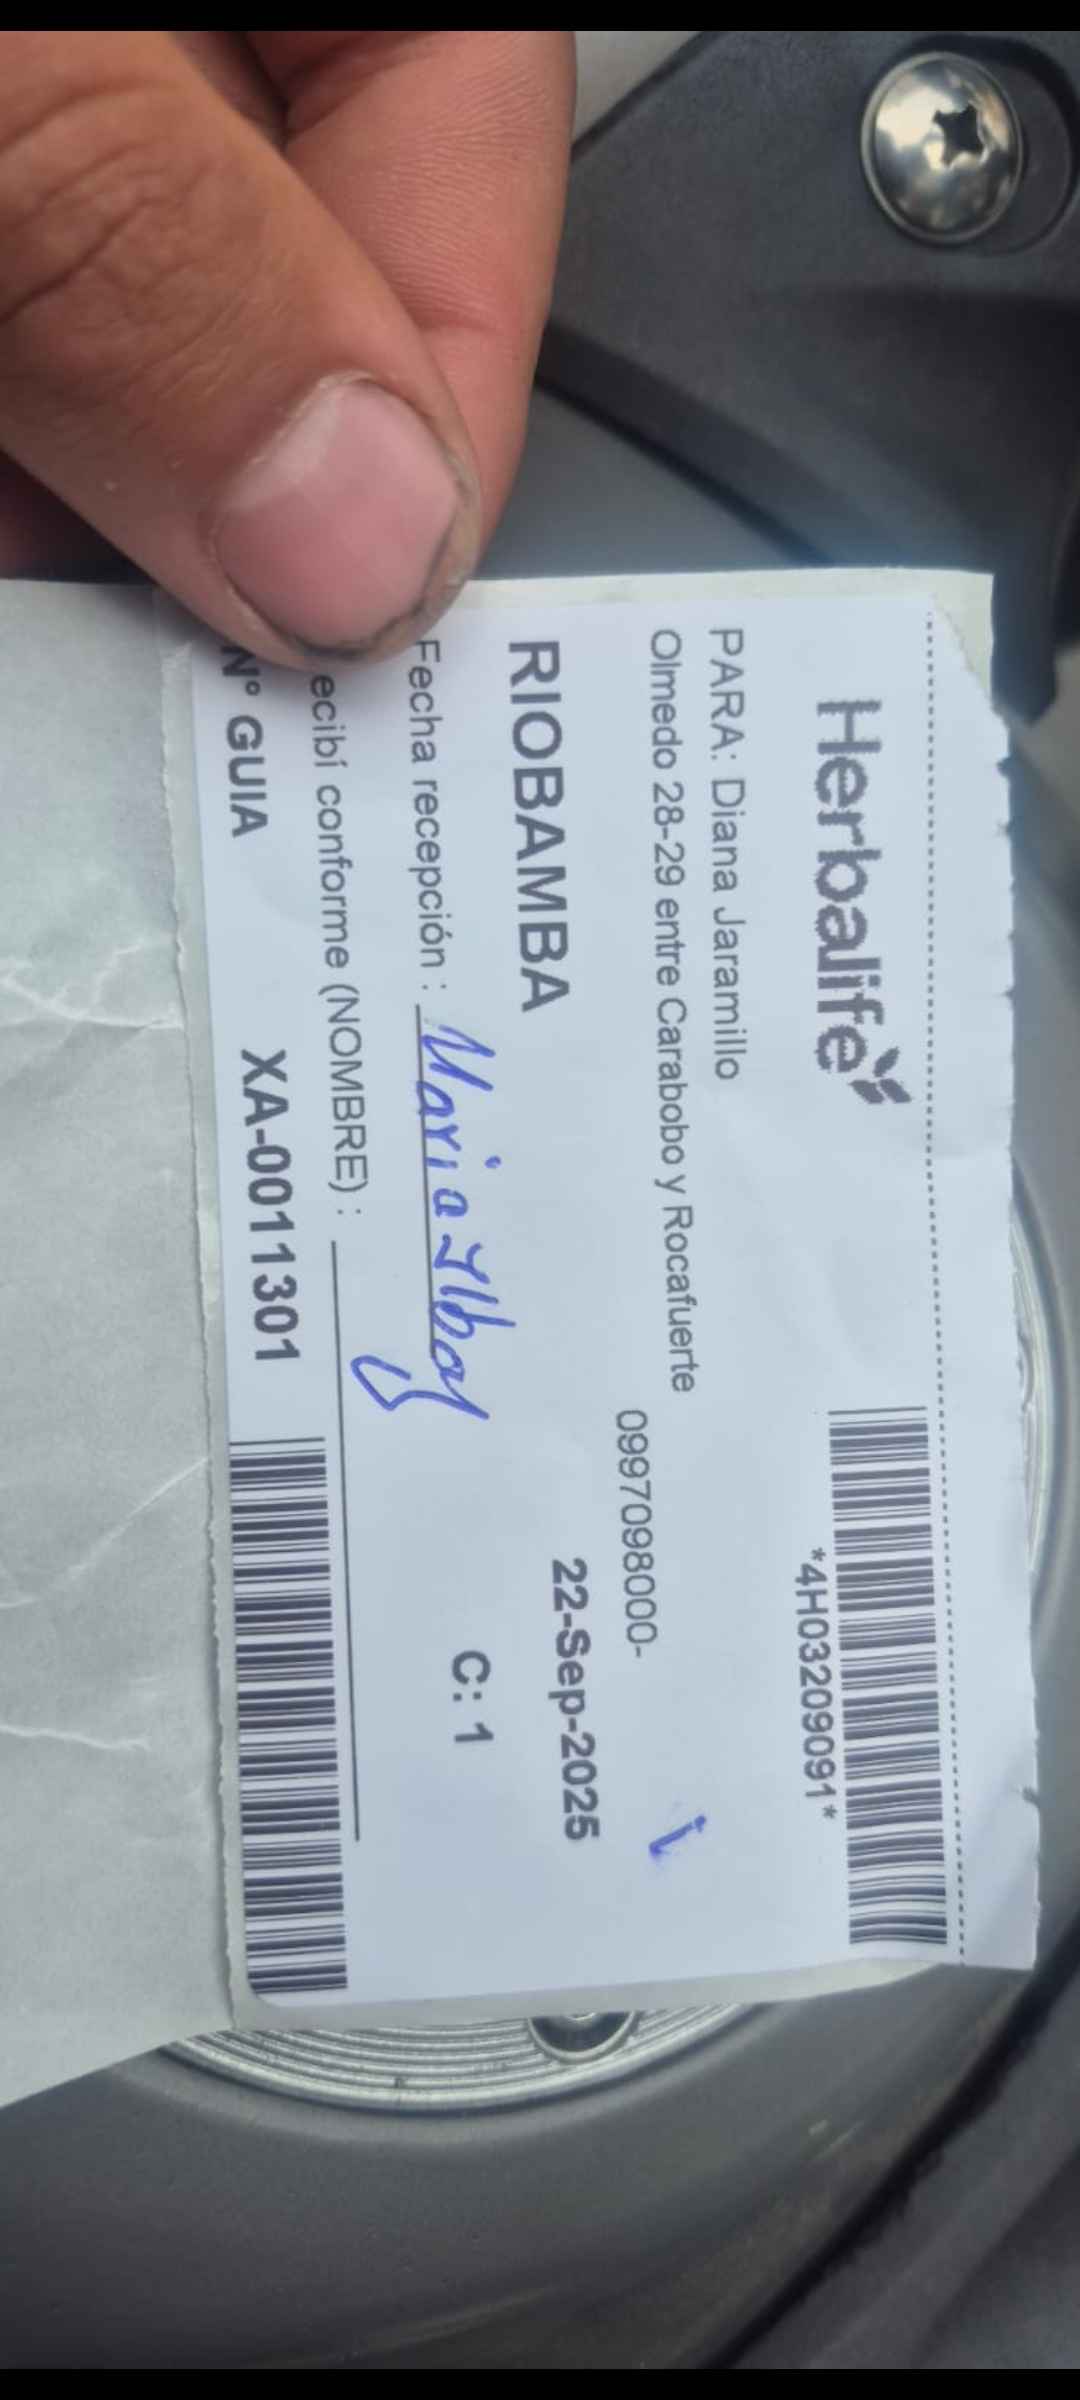 Herbalife
*4H03209091*
PARA: Diana Jaramillo
Olmedo 28-29 entre Carabobo y Rocafuerte
0997098000-
RIOBAMBA
22-Sep-2025
Fecha recepción : Maria
C: 1
ecibí conforme (NOMBRE) :
N° GUIA XA-0011301